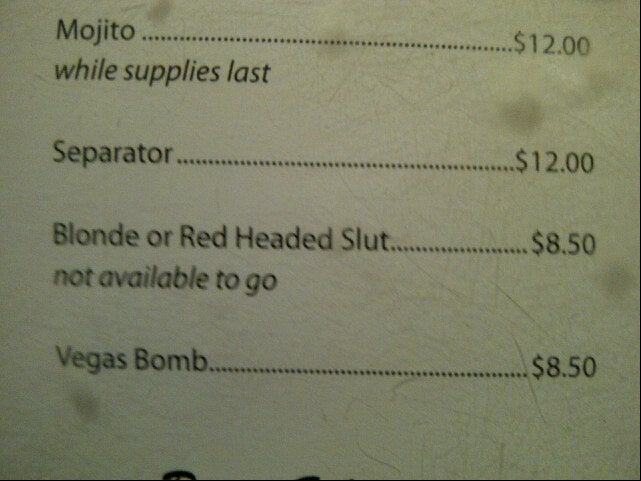 Mojito ........................................................$12.00
while supplies last
Separator........................................................$12.00
Blonde or Red Headed Slut......................$8.50
not available to go
Vegas Bomb..................................................$8.50